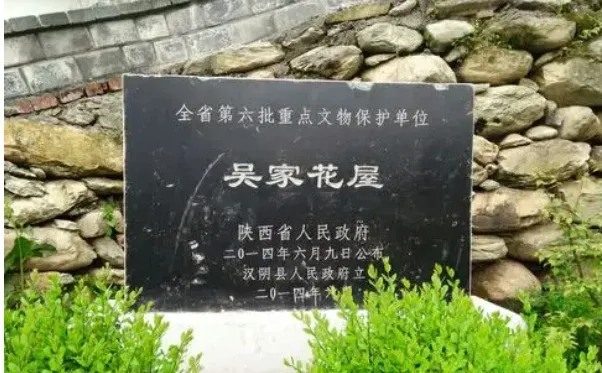 全省第六批重点文物保护单位
吴家花屋
陕西省人民政府
二〇一四年六月九日公布
汉阴县人民政府立
二〇一四年六